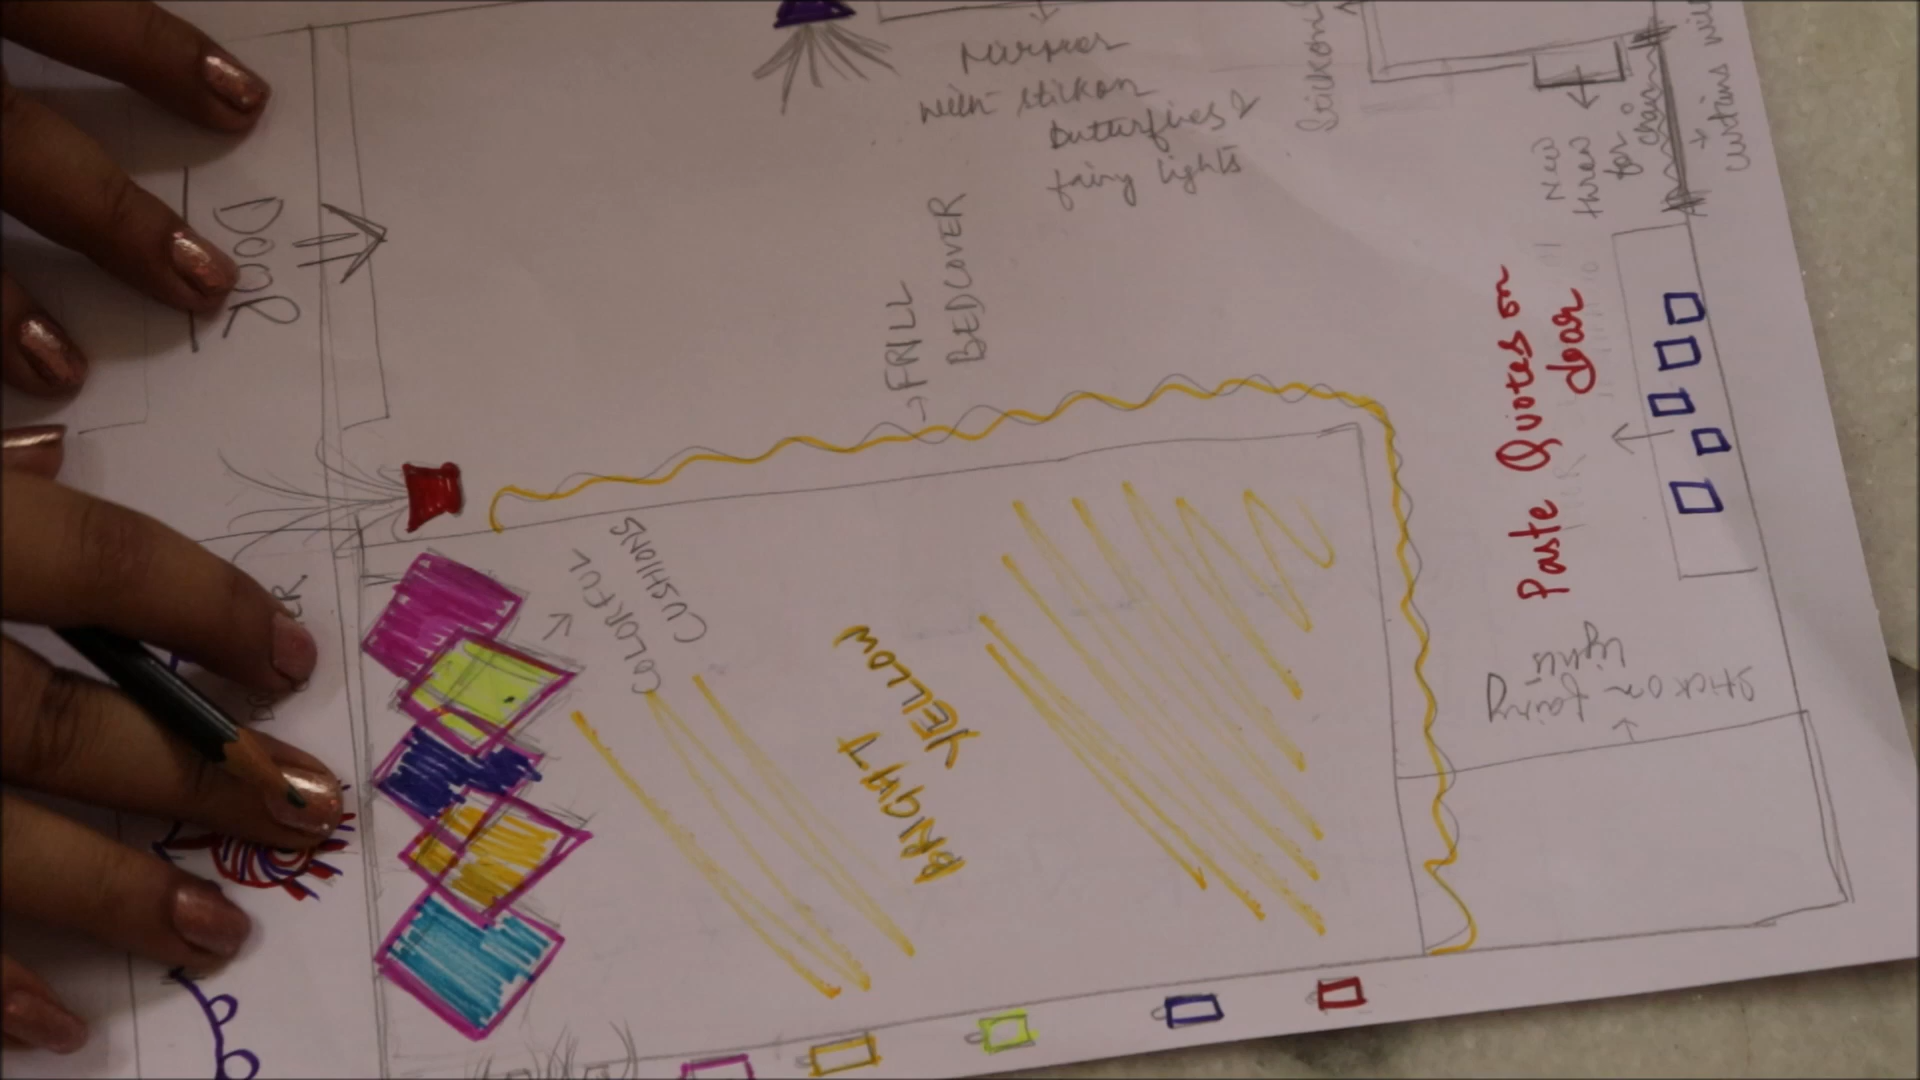 DOOR
Mirror
with stickon
butterflies &
fairy lights
Stickon
New
throw
for
chair
curtains
→ FRILL
BEDCOVER
Paste Quotes on
door
COLORFUL
CUSHIONS
BRIGHT
YELLOW
Stick on
fairy
lights